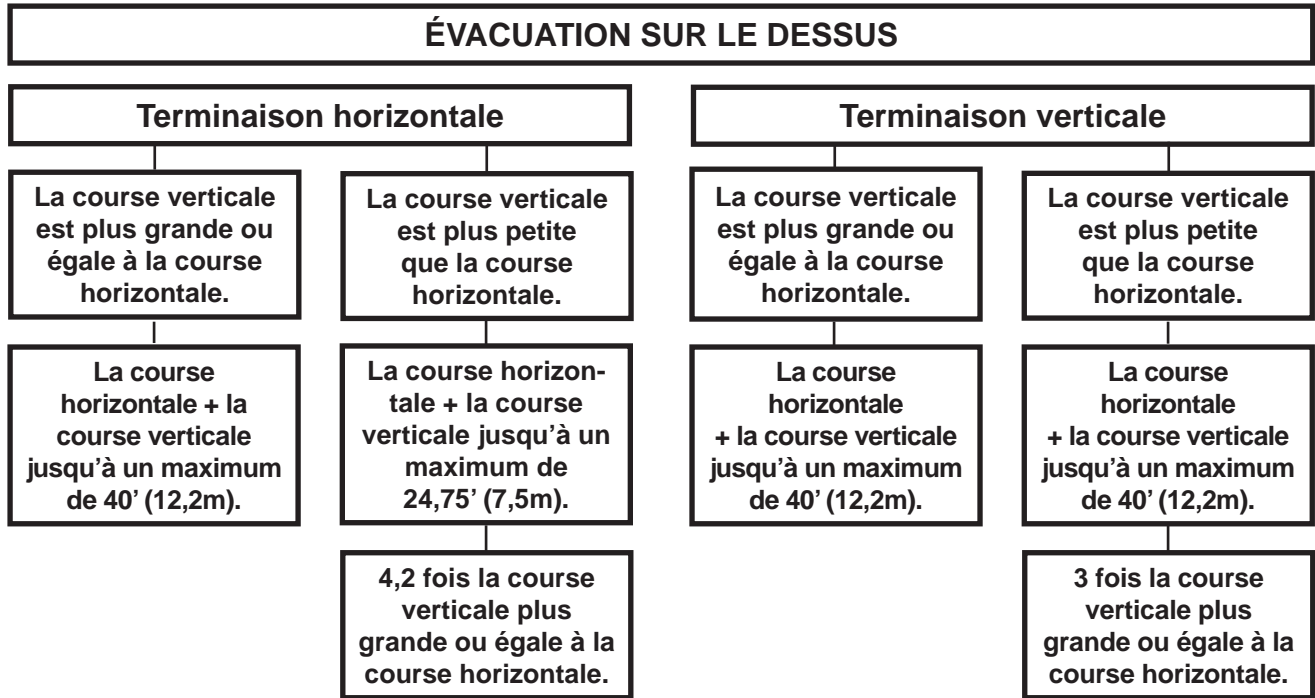 ÉVACUATION SUR LE DESSUS
Terminaison horizontale
La course verticale
est plus grande ou
égale à la course
horizontale.
La course
horizontale + la
course verticale
jusqu’à un maximum
de 40’ (12,2m).
La course verticale
est plus petite
que la course
horizontale.
La course horizon-
tale + la course
verticale jusqu’à un
maximum de
24,75’ (7,5m).
4,2 fois la course
verticale plus
grande ou égale à la
course horizontale.
Terminaison verticale
La course verticale
est plus grande ou
égale à la course
horizontale.
La course
horizontale
+ la course verticale
jusqu’à un maximum
de 40’ (12,2m).
La course verticale
est plus petite
que la course
horizontale.
La course
horizontale
+ la course verticale
jusqu’à un maximum
de 40’ (12,2m).
3 fois la course
verticale plus
grande ou égale à la
course horizontale.